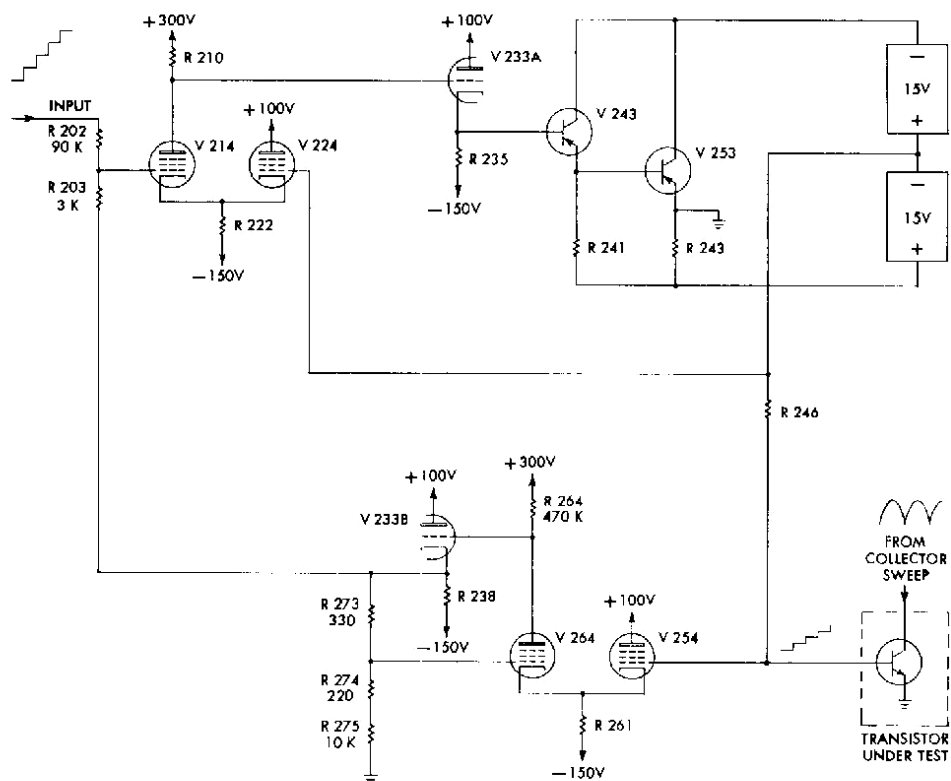 +300V
+100V
R 210
V 233A
−
15V
+
INPUT
R 202
90 K
+100V
V 214
V 224
V 243
R 203
3 K
R 235
V 253
R 222
−150V
−150V
R 241
R 243
−
15V
+
R 246
+300V
+100V
R 264
470 K
V 233B
FROM
COLLECTOR
SWEEP
R 273
330
R 238
−150V
V 264
+100V
V 254
R 274
220
R 275
10 K
R 261
−150V
TRANSISTOR
UNDER TEST